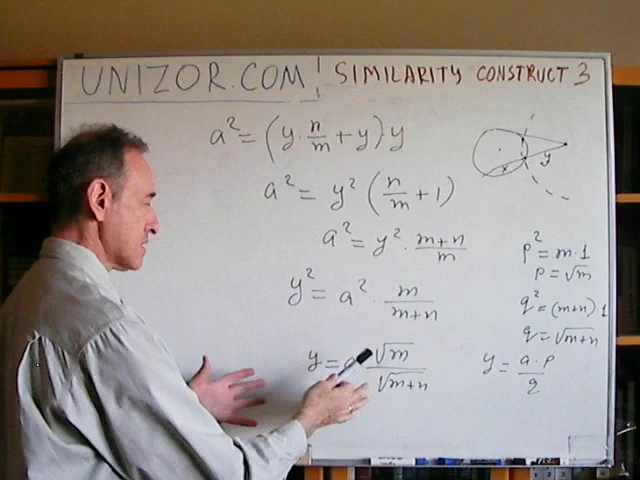 UNIZOR.COM
SIMILARITY CONSTRUCT 3
a² = (y · n/m + y) y
a² = y² (n/m + 1)
a² = y² · m+n/m
y² = a² · m/m+n
y = a √m/√m+n
x y
p² = m·1
p = √m
q² = (m+n)·1
q = √m+n
y = a·p/q